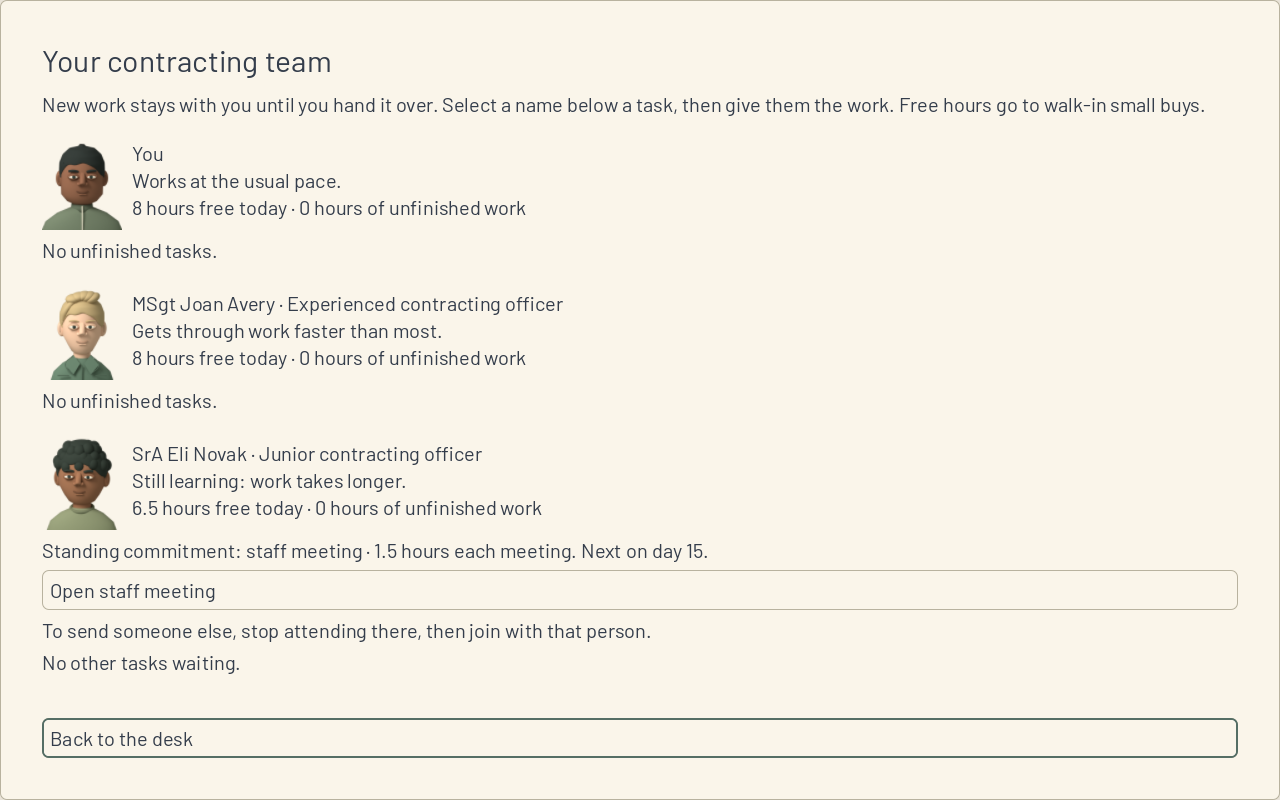 Your contracting team
New work stays with you until you hand it over. Select a name below a task, then give them the work. Free hours go to walk-in small buys.
You
Works at the usual pace.
8 hours free today · 0 hours of unfinished work
No unfinished tasks.
MSgt Joan Avery · Experienced contracting officer
Gets through work faster than most.
8 hours free today · 0 hours of unfinished work
No unfinished tasks.
SrA Eli Novak · Junior contracting officer
Still learning: work takes longer.
6.5 hours free today · 0 hours of unfinished work
Standing commitment: staff meeting · 1.5 hours each meeting. Next on day 15.
Open staff meeting
To send someone else, stop attending there, then join with that person.
No other tasks waiting.
Back to the desk